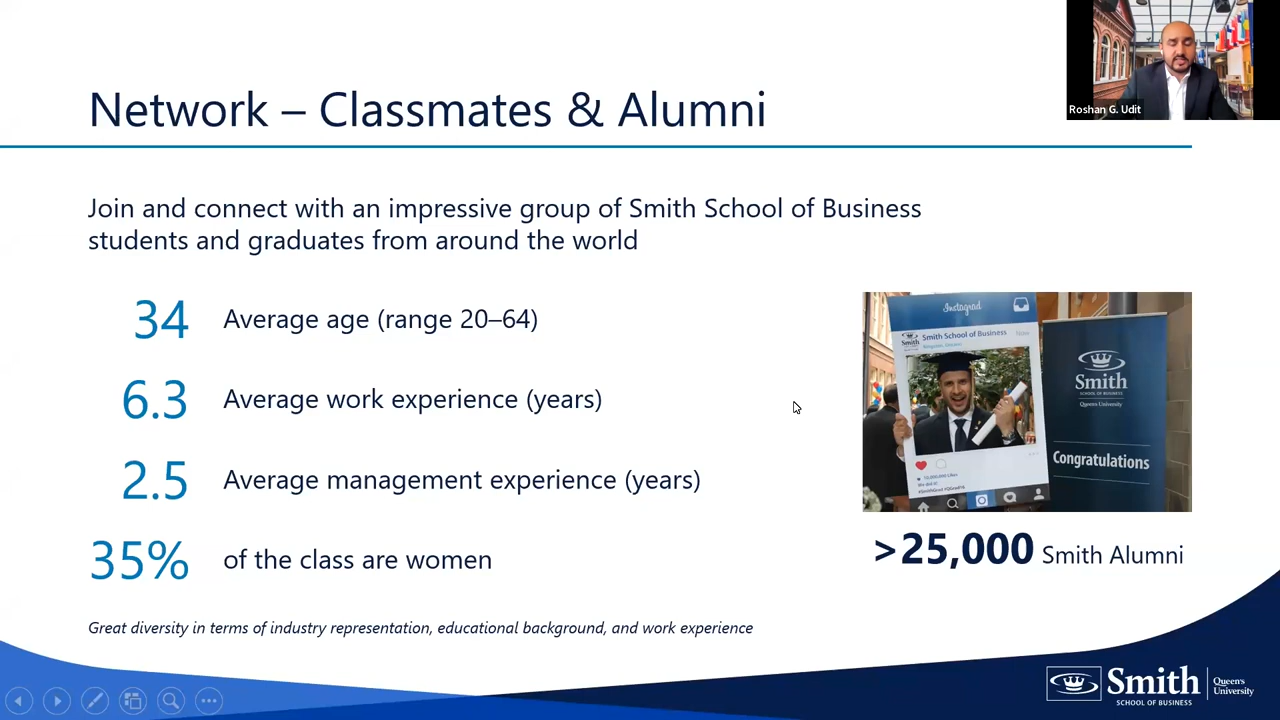 Roshan G. Udit
Network – Classmates & Alumni
Join and connect with an impressive group of Smith School of Business
students and graduates from around the world
34 Average age (range 20–64)
6.3 Average work experience (years)
2.5 Average management experience (years)
35% of the class are women
Great diversity in terms of industry representation, educational background, and work experience
Instagrad
Smith School of Business
Smith
SCHOOL OF BUSINESS
Queen's University
Congratulations
>25,000 Smith Alumni
Smith
SCHOOL OF BUSINESS
Queen's
University